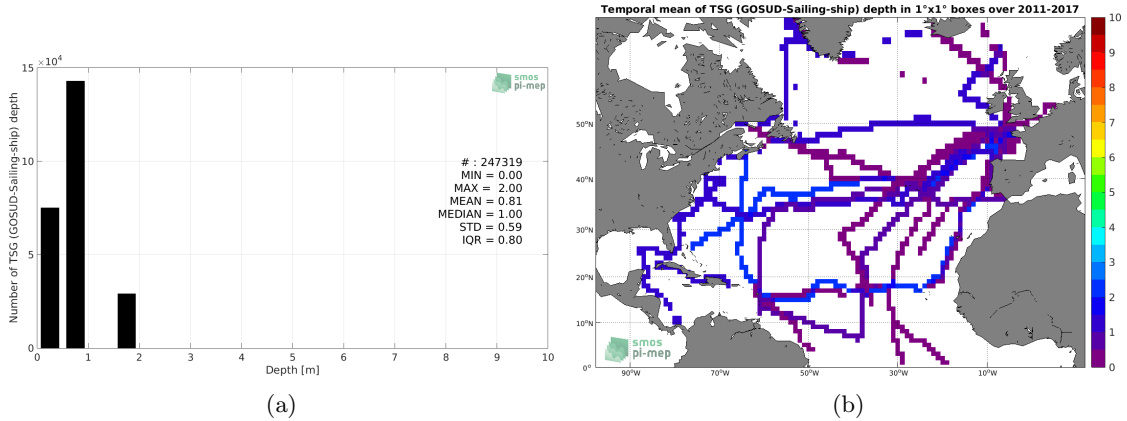 Temporal mean of TSG (GOSUD-Sailing-ship) depth in 1°x1° boxes over 2011-2017
×10⁴
15
10
5
0
Number of TSG (GOSUD-Sailing-ship) depth
smos
pi-mep
# : 247319
MIN = 0.00
MAX = 2.00
MEAN = 0.81
MEDIAN = 1.00
STD = 0.59
IQR = 0.80
0 1 2 3 4 5 6 7 8 9 10
Depth [m]
(a)
50°N
40°N
30°N
20°N
10°N
0°
90°W 70°W 50°W 30°W 10°W
smos
pi-mep
10
9
8
7
6
5
4
3
2
1
0
(b)